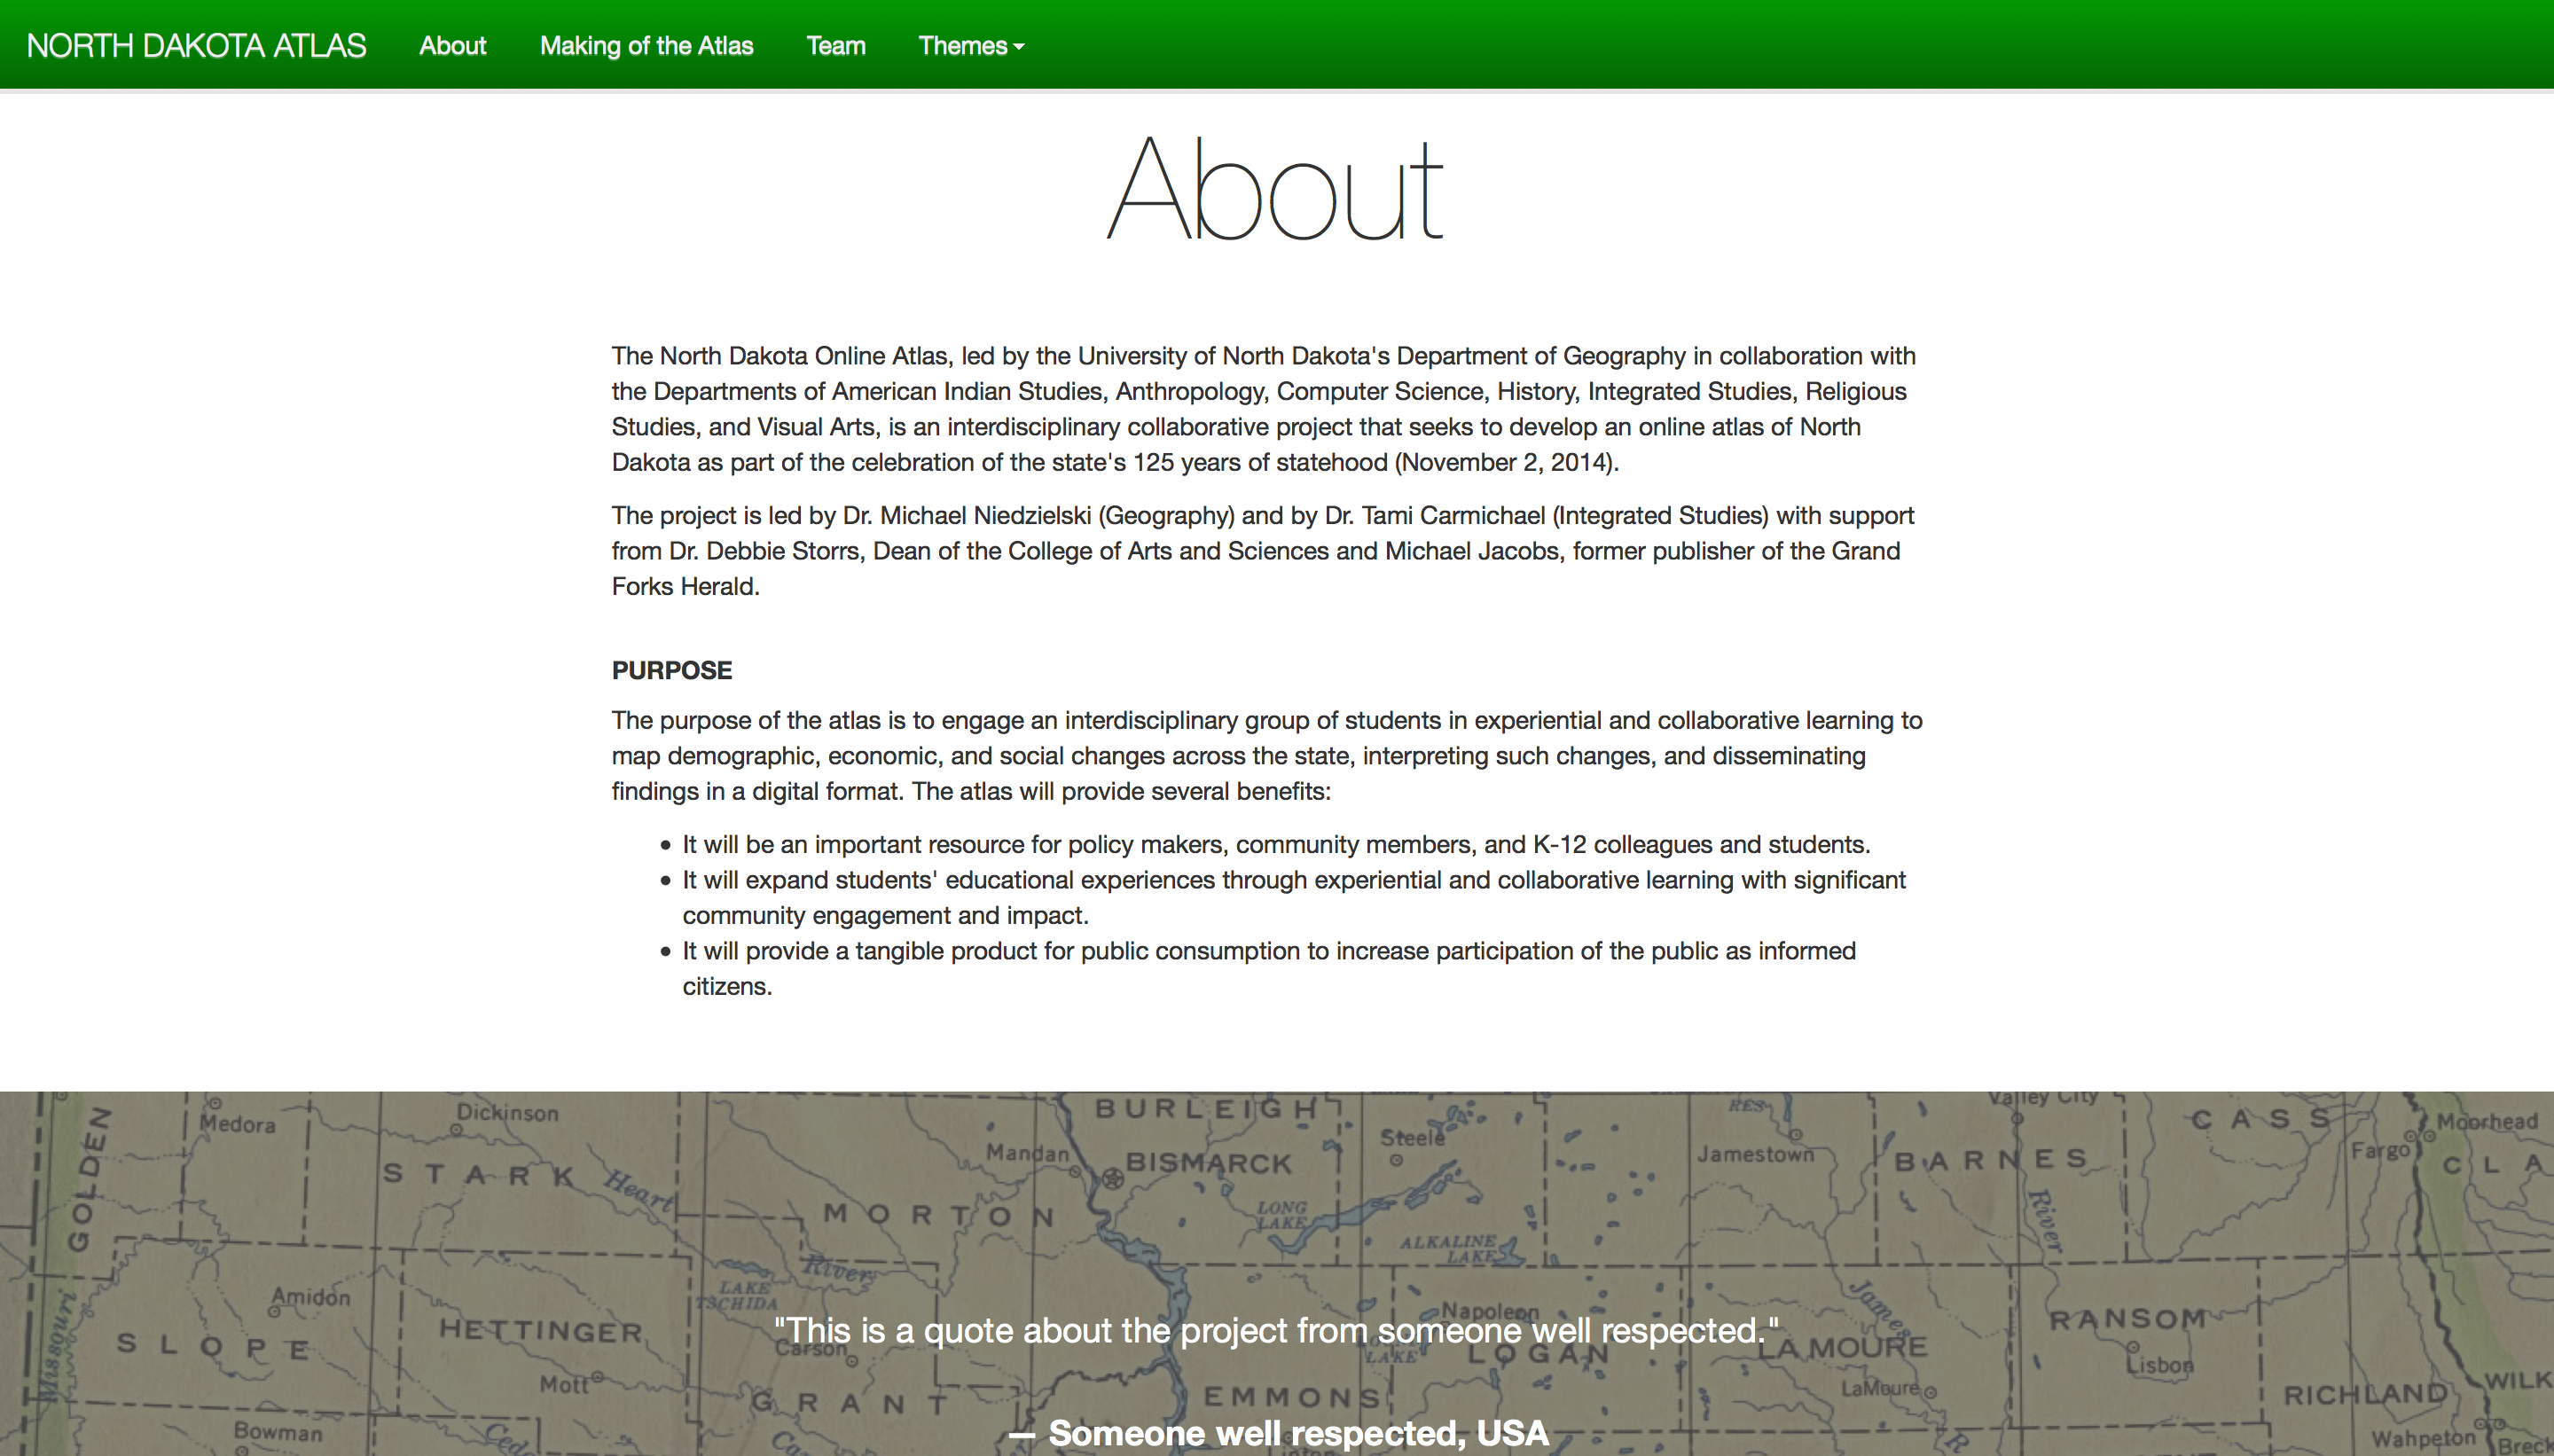 NORTH DAKOTA ATLAS About Making of the Atlas Team Themes
About
The North Dakota Online Atlas, led by the University of North Dakota's Department of Geography in collaboration with
the Departments of American Indian Studies, Anthropology, Computer Science, History, Integrated Studies, Religious
Studies, and Visual Arts, is an interdisciplinary collaborative project that seeks to develop an online atlas of North
Dakota as part of the celebration of the state's 125 years of statehood (November 2, 2014).
The project is led by Dr. Michael Niedzielski (Geography) and by Dr. Tami Carmichael (Integrated Studies) with support
from Dr. Debbie Storrs, Dean of the College of Arts and Sciences and Michael Jacobs, former publisher of the Grand
Forks Herald.
PURPOSE
The purpose of the atlas is to engage an interdisciplinary group of students in experiential and collaborative learning to
map demographic, economic, and social changes across the state, interpreting such changes, and disseminating
findings in a digital format. The atlas will provide several benefits:
• It will be an important resource for policy makers, community members, and K-12 colleagues and students.
• It will expand students' educational experiences through experiential and collaborative learning with significant
community engagement and impact.
• It will provide a tangible product for public consumption to increase participation of the public as informed
citizens.
GOLDEN
Medora
Dickinson
BURLEIGH
RES
Valley City
CASS
Moorhead
STARK
Heart
Mandan
BISMARCK
Steele
Jamestown
BARNES
Fargo
CLA
MORTON
LONG
LAKE
ALKALINE
LAKE
River
River
LAKE
TSCHIDA
Missouri
Amidon
Napoleon
James
RANSOM
SLOPE
HETTINGER
"This is a quote about the project from someone well respected."
Carson
LAKE
LOGAN
LA MOURE
Lisbon
Mott
GRANT
EMMONS
LaMoure
RICHLAND
WILK
Bowman
— Someone well respected, USA
R
Wahpeton
Breck